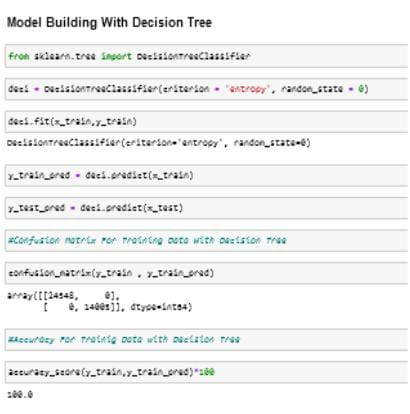 Model Building With Decision Tree
from sklearn.tree import DecisionTreeClassifier
deci = DecisionTreeClassifier(criterion = 'entropy', random_state = 0)
deci.fit(x_train,y_train)
DecisionTreeClassifier(criterion='entropy', random_state=0)
y_train_pred = deci.predict(x_train)
y_test_pred = deci.predict(x_test)
#Confusion Matrix For Training Data With Decision Tree
confusion_matrix(y_train , y_train_pred)
array([[24548, 0],
[ 0, 14005]], dtype=int64)
#Accuracy For Trainig Data with Decision Tree
accuracy_score(y_train,y_train_pred)*100
100.0